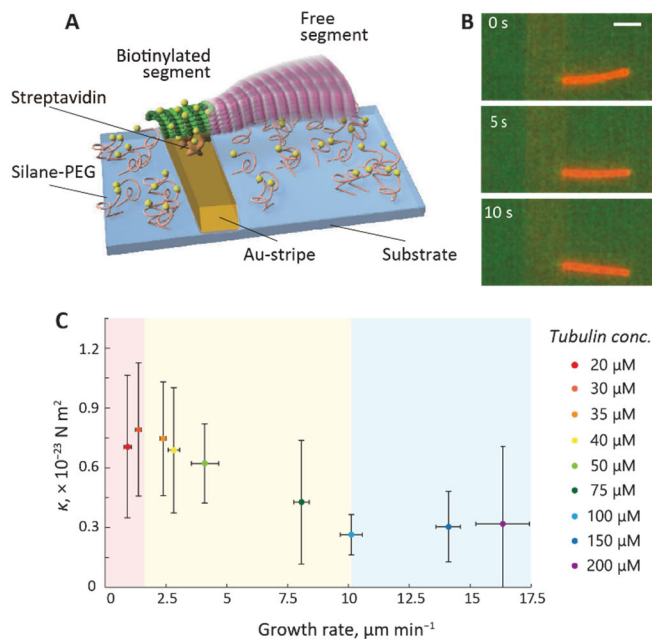 A
Free
segment
Biotinylated
segment
Streptavidin
Silane-PEG
Au-stripe
Substrate
B
0 s
5 s
10 s
C
κ, × 10⁻²³ N m²
1.2
0.9
0.6
0.3
0
0
2.5
5
7.5
10
12.5
15
17.5
Growth rate, μm min⁻¹
Tubulin conc.
20 μM
30 μM
35 μM
40 μM
50 μM
75 μM
100 μM
150 μM
200 μM